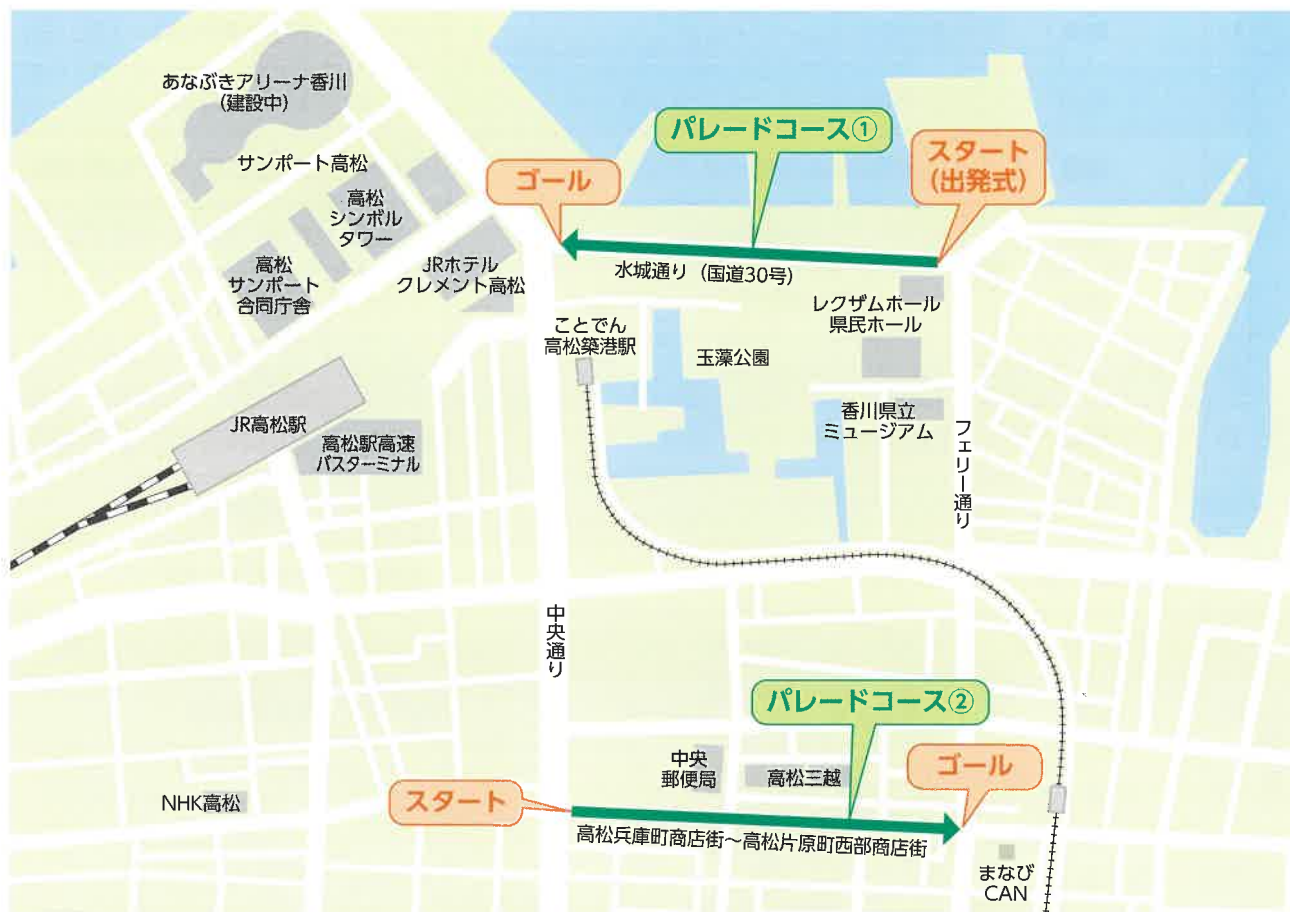 あなぶきアリーナ香川
（建設中）
サンポート高松
高松
シンボル
タワー
高松
サンポート
合同庁舎
JRホテル
クレメント高松
ゴール
パレードコース①
スタート
（出発式）
水城通り（国道30号）
レクザムホール
県民ホール
ことでん
高松築港駅
玉藻公園
香川県立
ミュージアム
フェリー通り
JR高松駅
高松駅高速
バスターミナル
中央通り
パレードコース②
中央
郵便局
高松三越
ゴール
スタート
NHK高松
高松兵庫町商店街～高松片原町西部商店街
まなび
CAN